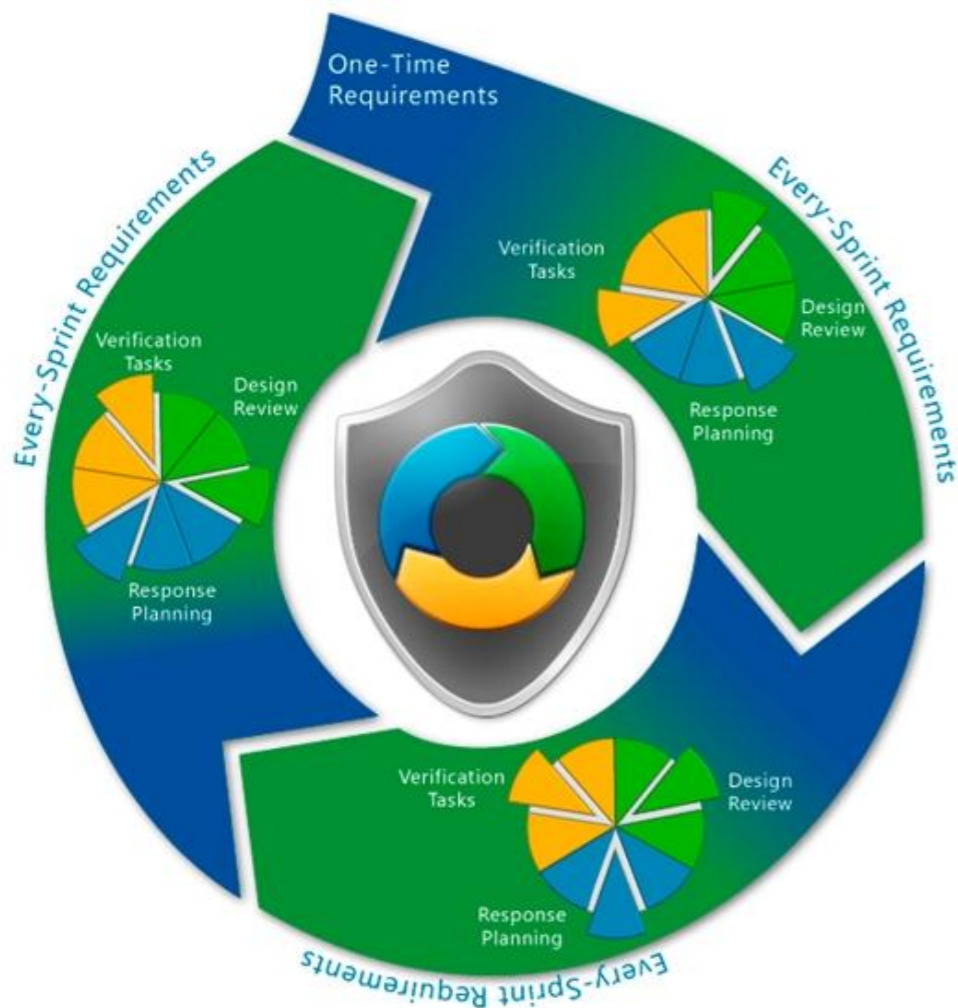 One-Time
Requirements
Every-Sprint Requirements
Verification
Tasks
Design
Review
Response
Planning
Every-Sprint Requirements
Verification
Tasks
Design
Review
Response
Planning
Verification
Tasks
Design
Review
Response
Planning
Every-Sprint Requirements